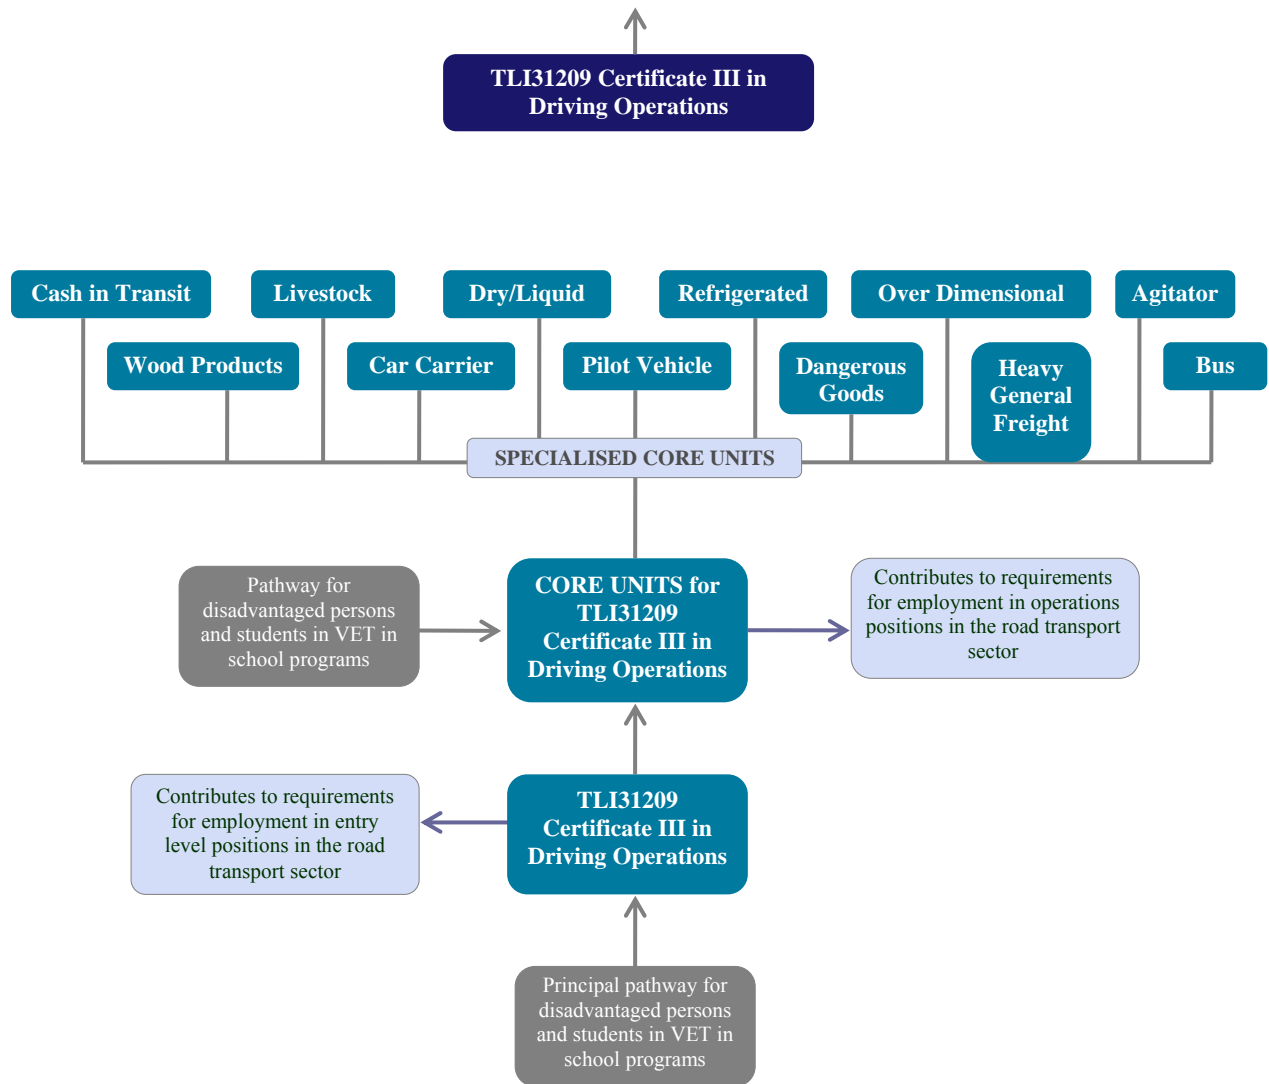 TLI31209 Certificate III in
Driving Operations
Cash in Transit
Livestock
Dry/Liquid
Refrigerated
Over Dimensional
Agitator
Wood Products
Car Carrier
Pilot Vehicle
Dangerous
Goods
Heavy
General
Freight
Bus
SPECIALISED CORE UNITS
Pathway for
disadvantaged persons
and students in VET in
school programs
CORE UNITS for
TLI31209
Certificate III in
Driving Operations
Contributes to requirements
for employment in operations
positions in the road transport
sector
Contributes to requirements
for employment in entry
level positions in the road
transport sector
TLI31209
Certificate III in
Driving Operations
Principal pathway for
disadvantaged persons
and students in VET in
school programs